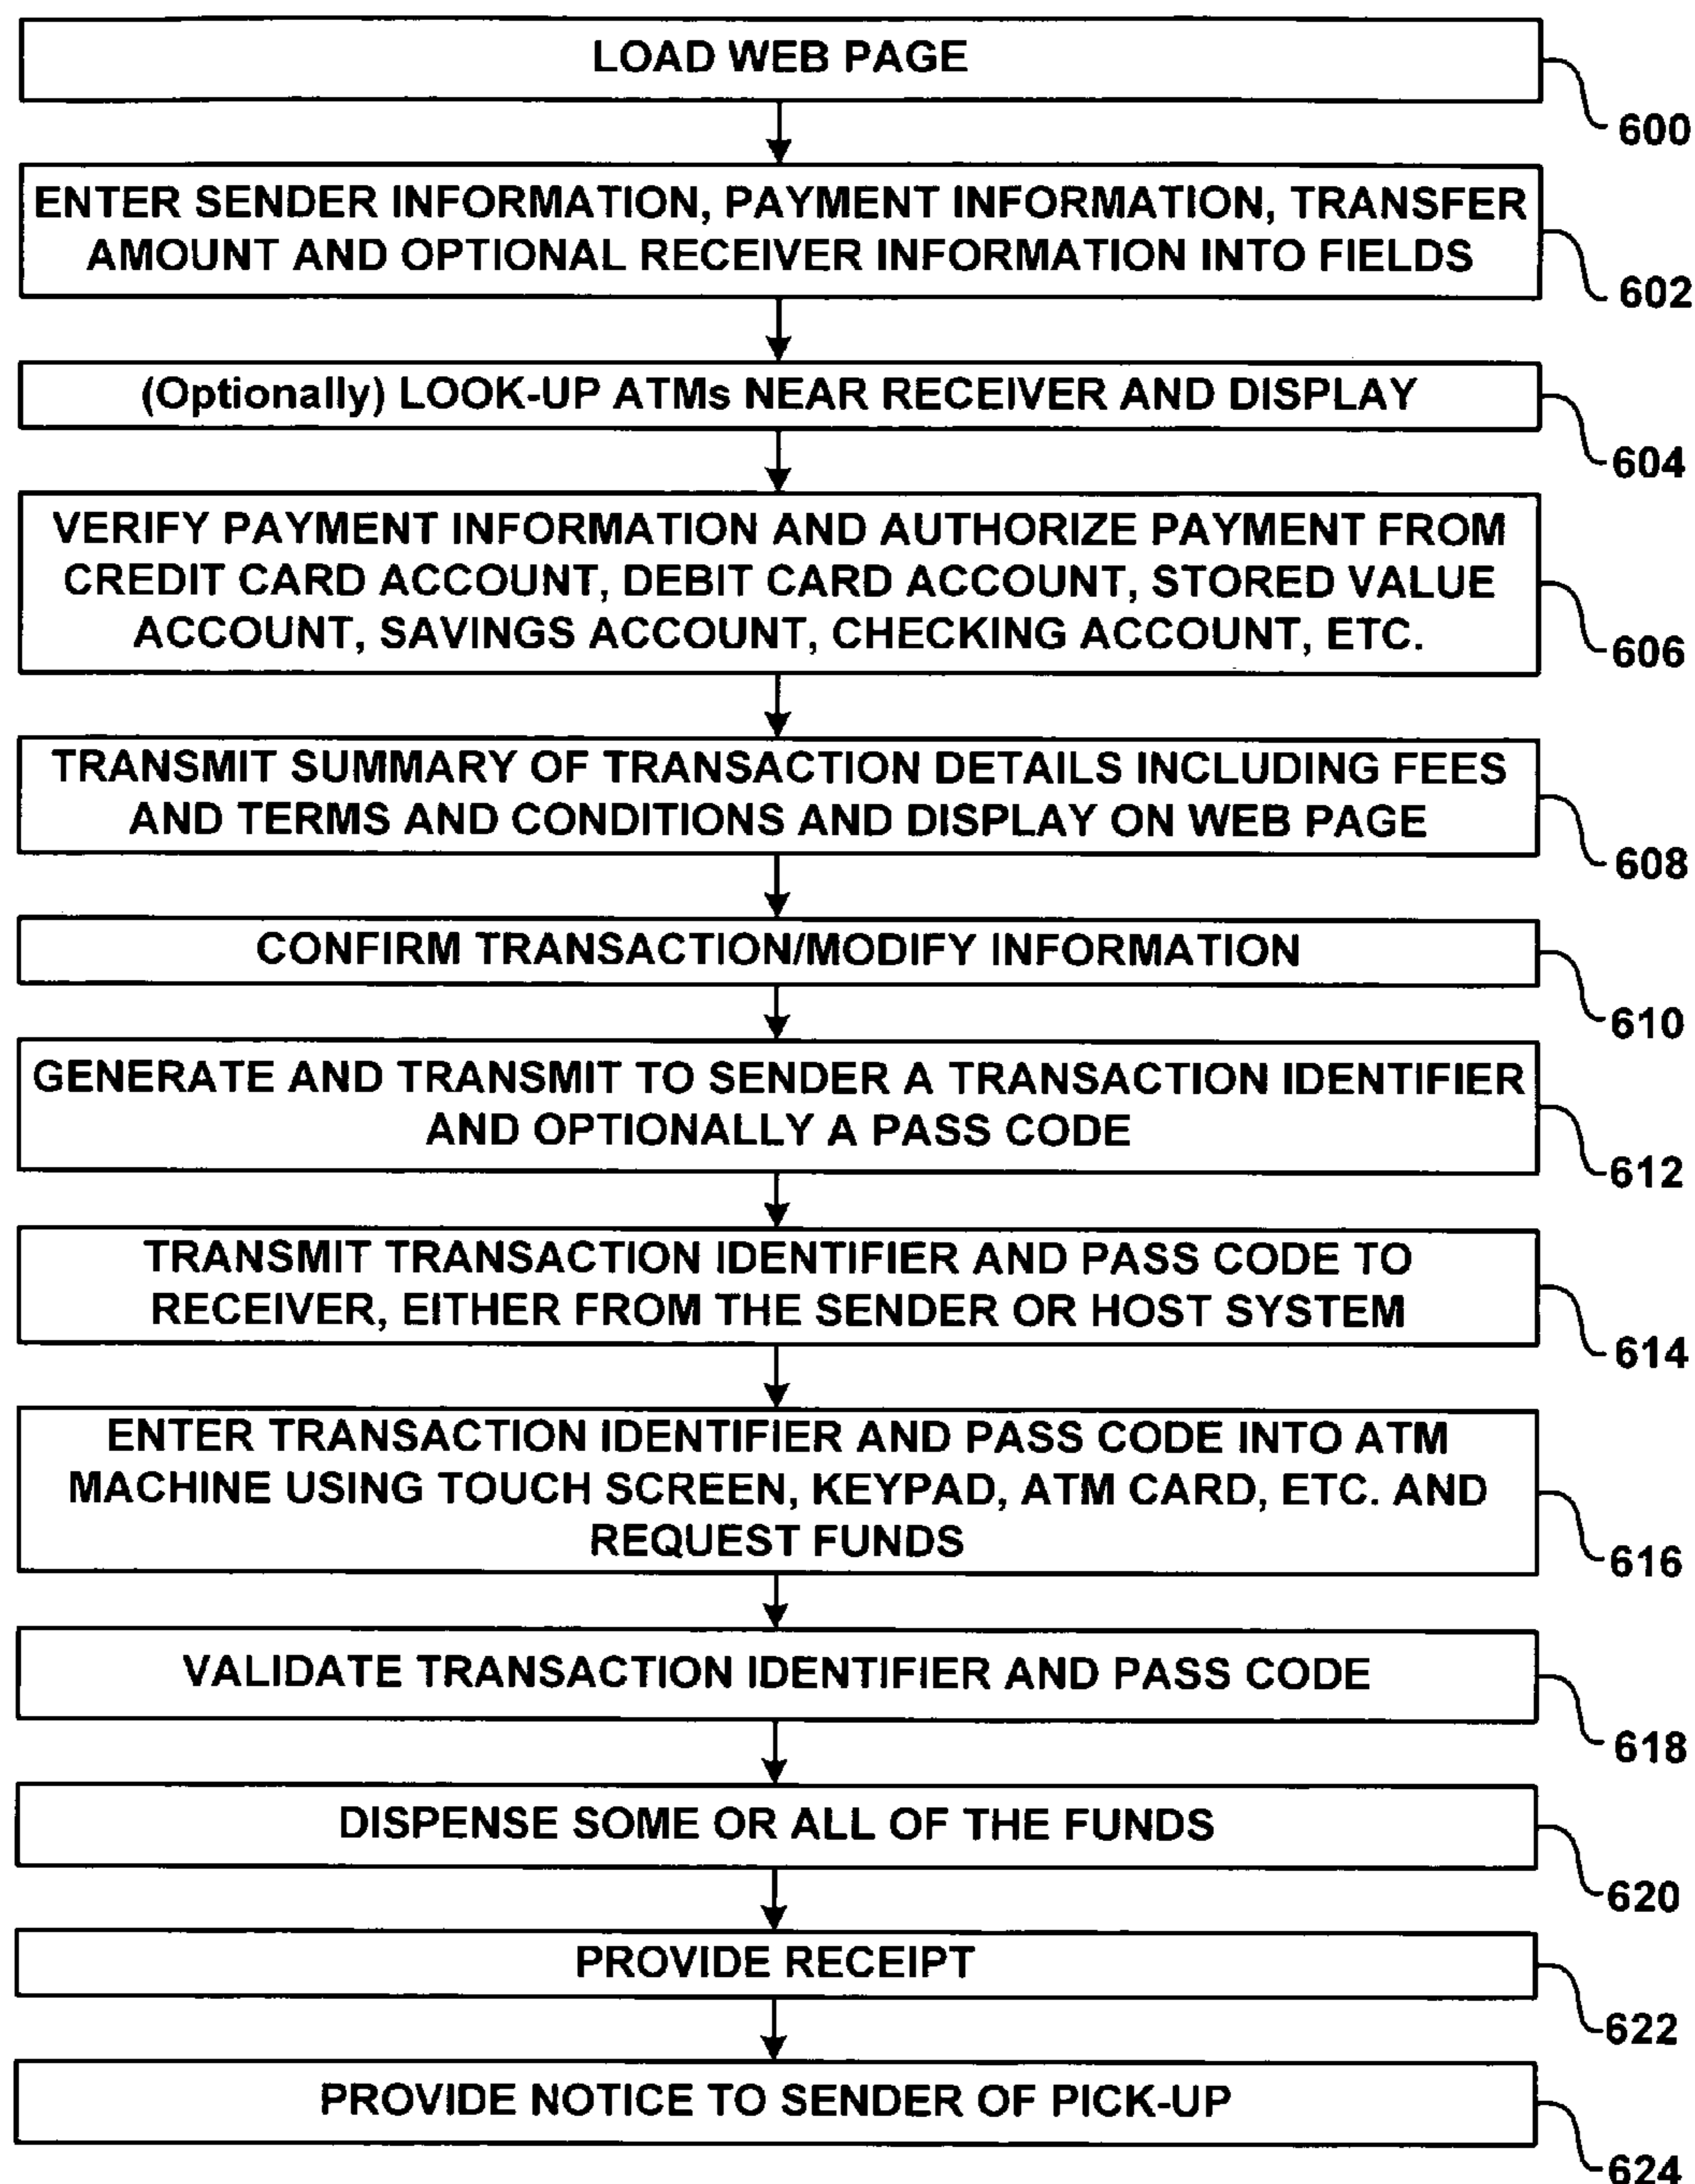 LOAD WEB PAGE
600
ENTER SENDER INFORMATION, PAYMENT INFORMATION, TRANSFER
AMOUNT AND OPTIONAL RECEIVER INFORMATION INTO FIELDS
602
(Optionally) LOOK-UP ATMs NEAR RECEIVER AND DISPLAY
604
VERIFY PAYMENT INFORMATION AND AUTHORIZE PAYMENT FROM
CREDIT CARD ACCOUNT, DEBIT CARD ACCOUNT, STORED VALUE
ACCOUNT, SAVINGS ACCOUNT, CHECKING ACCOUNT, ETC.
606
TRANSMIT SUMMARY OF TRANSACTION DETAILS INCLUDING FEES
AND TERMS AND CONDITIONS AND DISPLAY ON WEB PAGE
608
CONFIRM TRANSACTION/MODIFY INFORMATION
610
GENERATE AND TRANSMIT TO SENDER A TRANSACTION IDENTIFIER
AND OPTIONALLY A PASS CODE
612
TRANSMIT TRANSACTION IDENTIFIER AND PASS CODE TO
RECEIVER, EITHER FROM THE SENDER OR HOST SYSTEM
614
ENTER TRANSACTION IDENTIFIER AND PASS CODE INTO ATM
MACHINE USING TOUCH SCREEN, KEYPAD, ATM CARD, ETC. AND
REQUEST FUNDS
616
VALIDATE TRANSACTION IDENTIFIER AND PASS CODE
618
DISPENSE SOME OR ALL OF THE FUNDS
620
PROVIDE RECEIPT
622
PROVIDE NOTICE TO SENDER OF PICK-UP
624